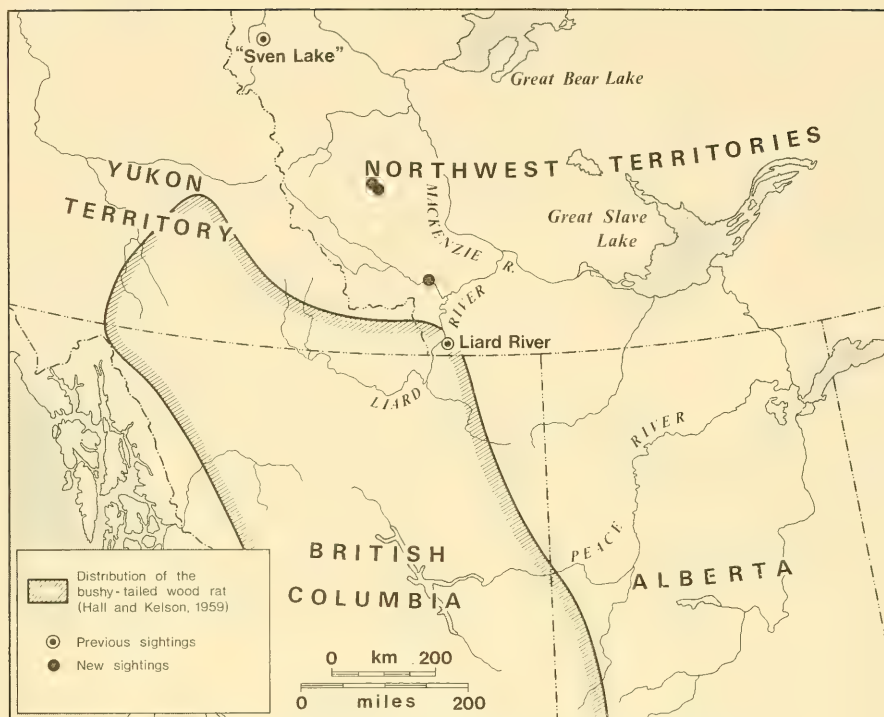 "Sven Lake"
Great Bear Lake
NORTHWEST TERRITORIES
YUKON
TERRITORY
MACKENZIE R.
Great Slave
Lake
RIVER
Liard River
LIARD
RIVER
PEACE
BRITISH
COLUMBIA
ALBERTA
Distribution of the
bushy-tailed wood rat
(Hall and Kelson, 1959)
Previous sightings
New sightings
0 km 200
0 miles 200